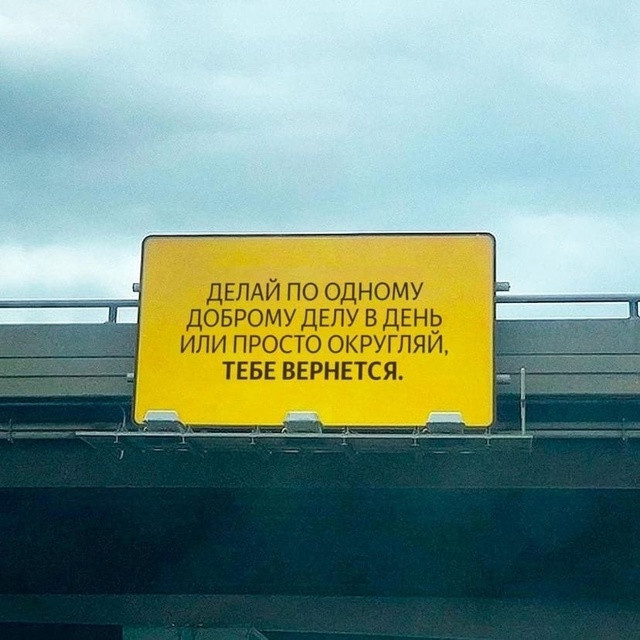 ДЕЛАЙ ПО ОДНОМУ
ДОБРОМУ ДЕЛУ В ДЕНЬ
ИЛИ ПРОСТО ОКРУГЛЯЙ,
ТЕБЕ ВЕРНЕТСЯ.